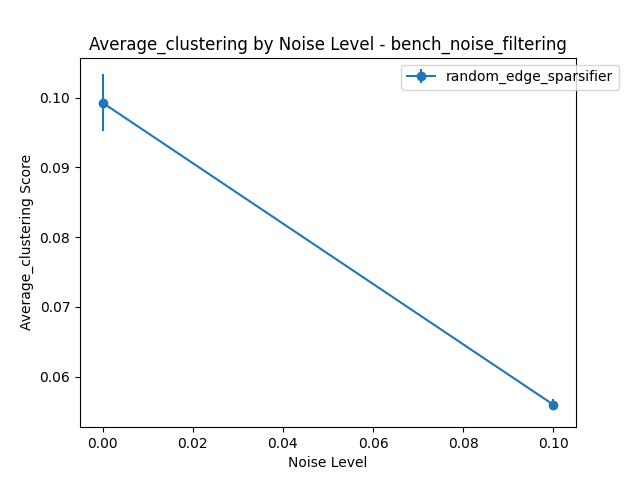 Average_clustering by Noise Level - bench_noise_filtering
random_edge_sparsifier
Average_clustering Score
0.10
0.09
0.08
0.07
0.06
0.00 0.02 0.04 0.06 0.08 0.10
Noise Level